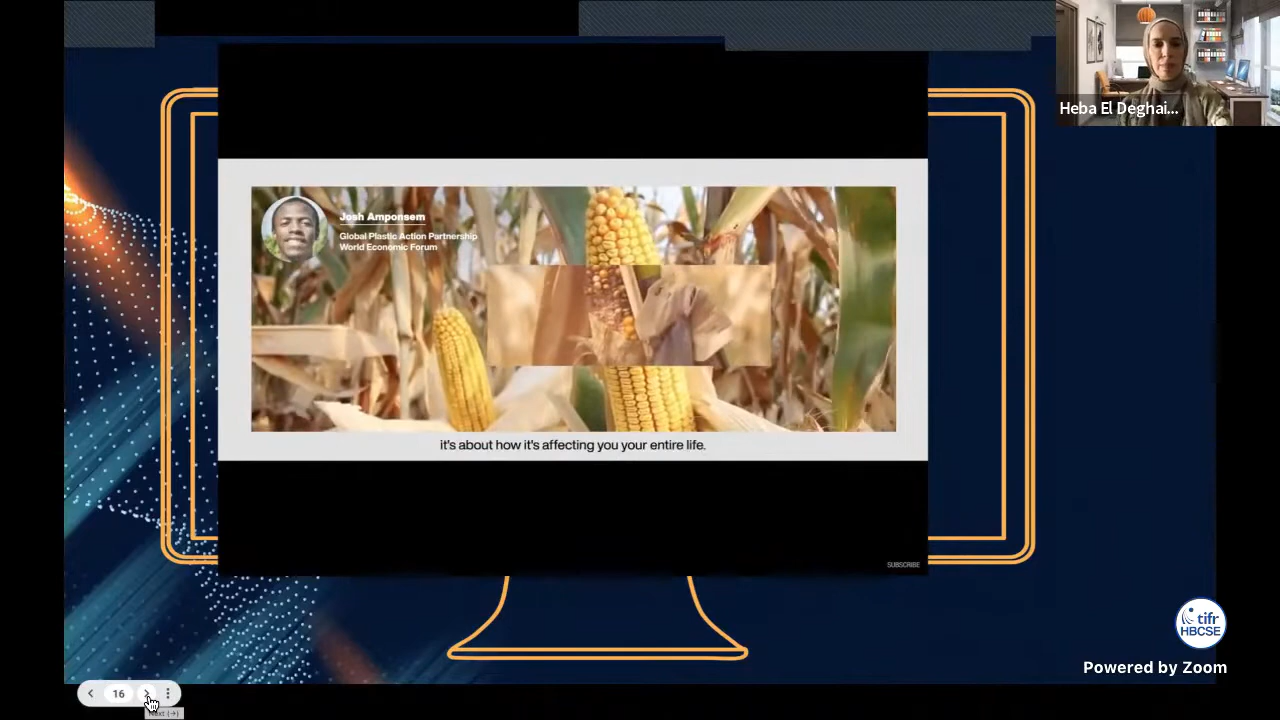 Heba El Deghai...
Josh Amponsem
Global Plastic Action Partnership
World Economic Forum
it's about how it's affecting you your entire life.
SUBSCRIBE
tifr
HBCSE
Powered by Zoom
16
Next (→)